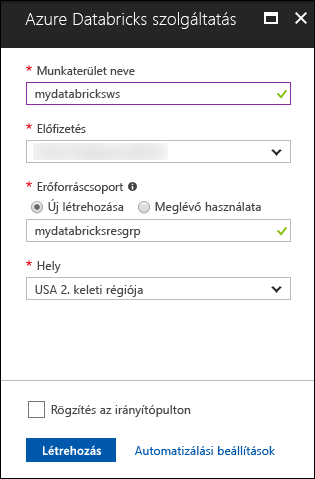 Azure Databricks szolgáltatás
* Munkaterület neve
mydatabricksws
* Előfizetés
* Erőforráscsoport
Új létrehozása Meglévő használata
mydatabricksresgrp
* Hely
USA 2. keleti régiója
Rögzítés az irányítópulton
Létrehozás Automatizálási beállítások